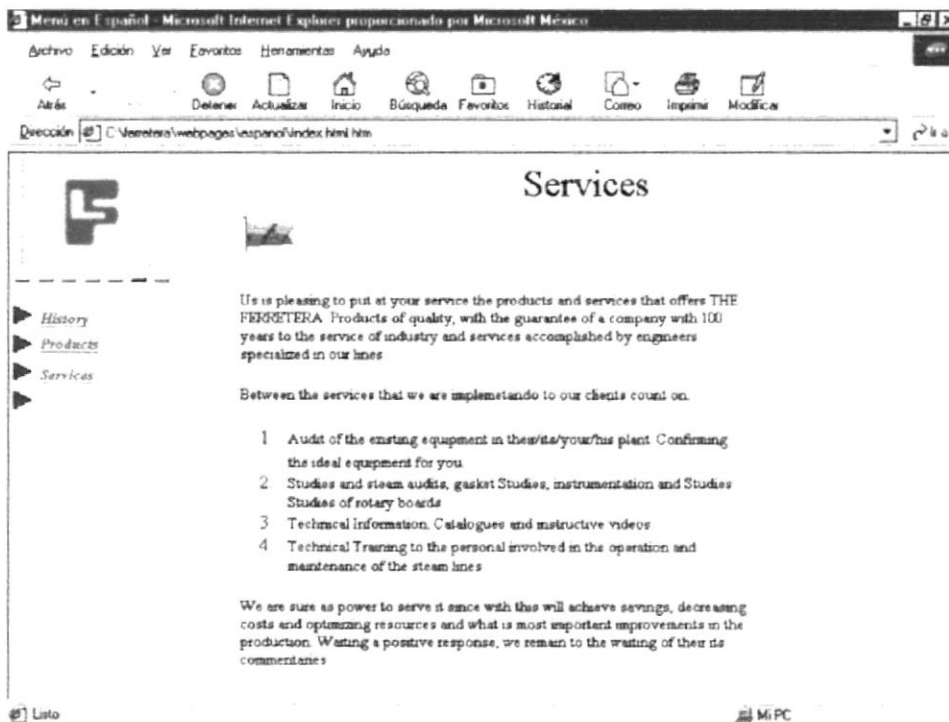 Menú en Español - Microsoft Internet Explorer proporcionado por Microsoft México
Archivo Edición Ver Favoritos Herramientas Ayuda
Atrás Detener Actualizar Inicio Búsqueda Favoritos Historial Correo Imprimir Modificar
Dirección C:\ferretera\webpages\espanol\index.html.htm Ir a
Services
History
Products
Services
Us is pleasing to put at your service the products and services that offers THE
FERRETERA. Products of quality, with the guarantee of a company with 100
years to the service of industry and services accomplished by engineers
specialized in our lines
Between the services that we are implemetando to our clients count on.
1 Audit of the existing equipment in their/its/your/his plant. Confirming
the ideal equipment for you.
2 Studies and steam audits, gasket Studies, instrumentation and Studies
Studies of rotary boards
3 Technical Information, Catalogues and instructive videos
4 Technical Training to the personal involved in the operation and
maintenance of the steam lines
We are sure as power to serve it since with this will achieve savings, decreasing
costs and optimizing resources and what is most important improvements in the
production. Waiting a positive response, we remain to the waiting of their its
commentaries
Listo Mi PC